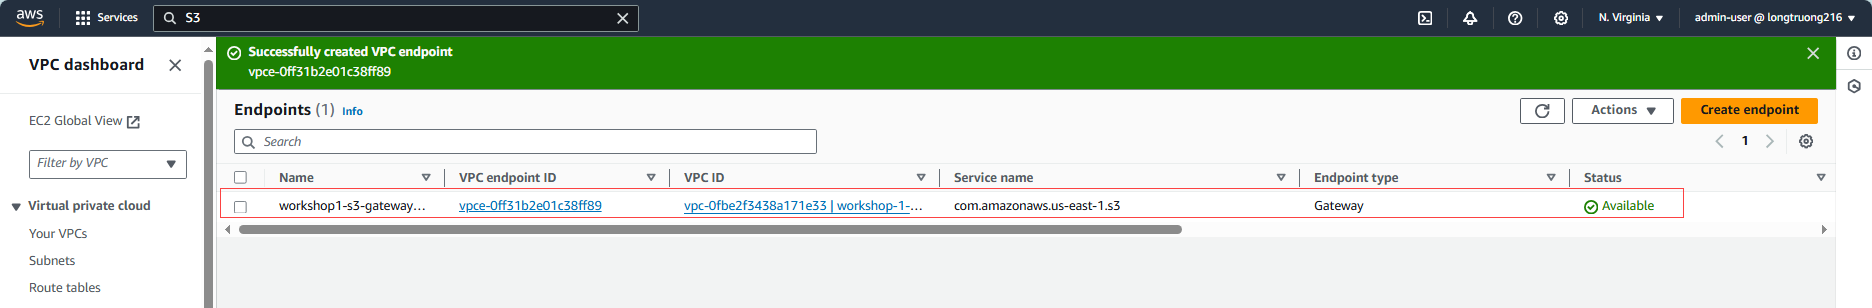 aws Services S3 N. Virginia admin-user @ longtruong216
VPC dashboard
EC2 Global View
Filter by VPC
Virtual private cloud
Your VPCs
Subnets
Route tables
Successfully created VPC endpoint
vpce-0ff31b2e01c38ff89
Endpoints (1) Info Actions Create endpoint
Search 1
Name VPC endpoint ID VPC ID Service name Endpoint type Status
workshop1-s3-gateway... vpce-0ff31b2e01c38ff89 vpc-0fbe2f3438a171e33 | workshop-1-... com.amazonaws.us-east-1.s3 Gateway Available